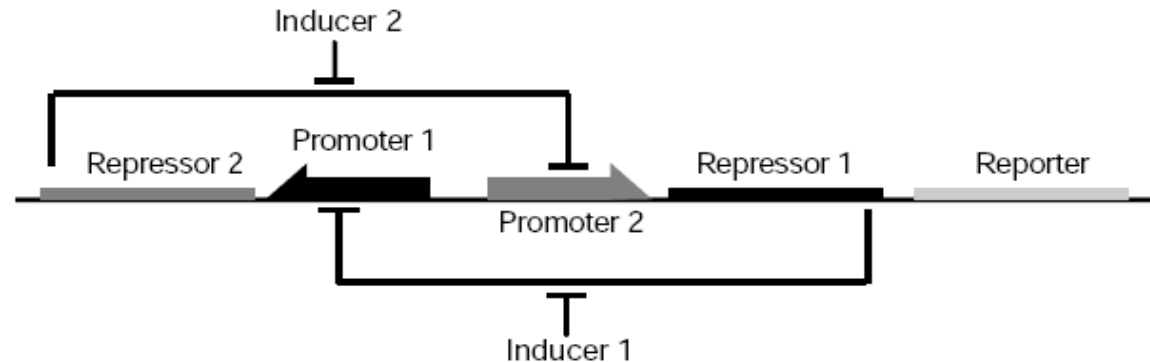 Inducer 2
Promoter 1
Repressor 2
Repressor 1
Reporter
Promoter 2
Inducer 1